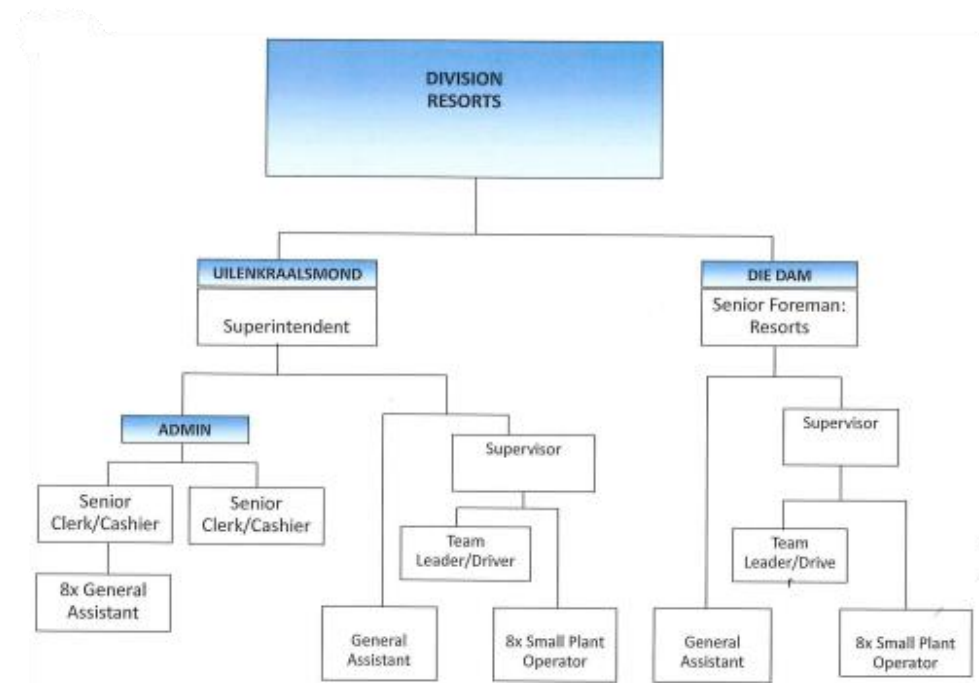 DIVISION
RESORTS
UILENKRAALSMOND
Superintendent
DIE DAM
Senior Foreman:
Resorts
ADMIN
Senior
Clerk/Cashier
Senior
Clerk/Cashier
8x General
Assistant
Supervisor
Team
Leader/Driver
General
Assistant
8x Small Plant
Operator
Supervisor
Team
Leader/Drive
r
General
Assistant
8x Small Plant
Operator